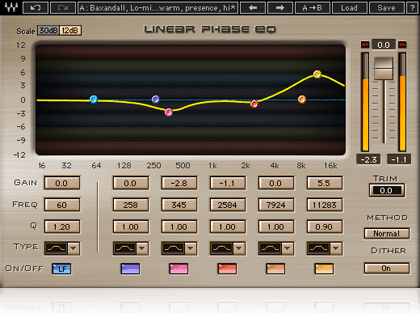 A: Baxandall, Lo-mi...warm, presence, hi* A→B Load Save ?
Scale 30dB 12dB LINEAR PHASE EQ
12
9
6
3
0
-3
-6
-9
-12
0.0
-2.3 -1.1
16 32 64 125 250 500 1k 2k 4k 8k 16k
TRIM
0.0
GAIN 0.0 0.0 -2.8 -1.1 0.0 5.5
FREQ 60 258 345 2584 7924 11283
Q 1.20 1.00 1.00 1.00 1.00 0.90
METHOD
Normal
TYPE
DITHER
On
ON/OFF LF